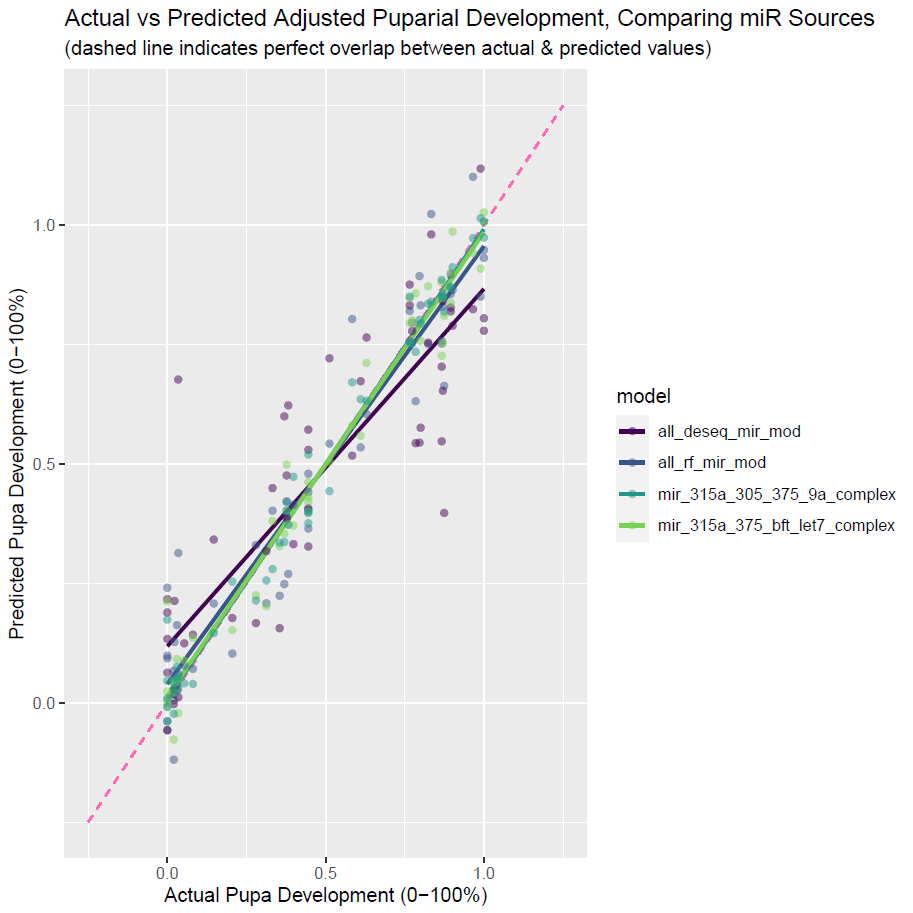 Actual vs Predicted Adjusted Puparial Development, Comparing miR Sources
(dashed line indicates perfect overlap between actual & predicted values)
Predicted Pupa Development (0−100%)
1.0
0.5
0.0
0.0 0.5 1.0
Actual Pupa Development (0−100%)
model
all_deseq_mir_mod
all_rf_mir_mod
mir_315a_305_375_9a_complex
mir_315a_375_bft_let7_complex